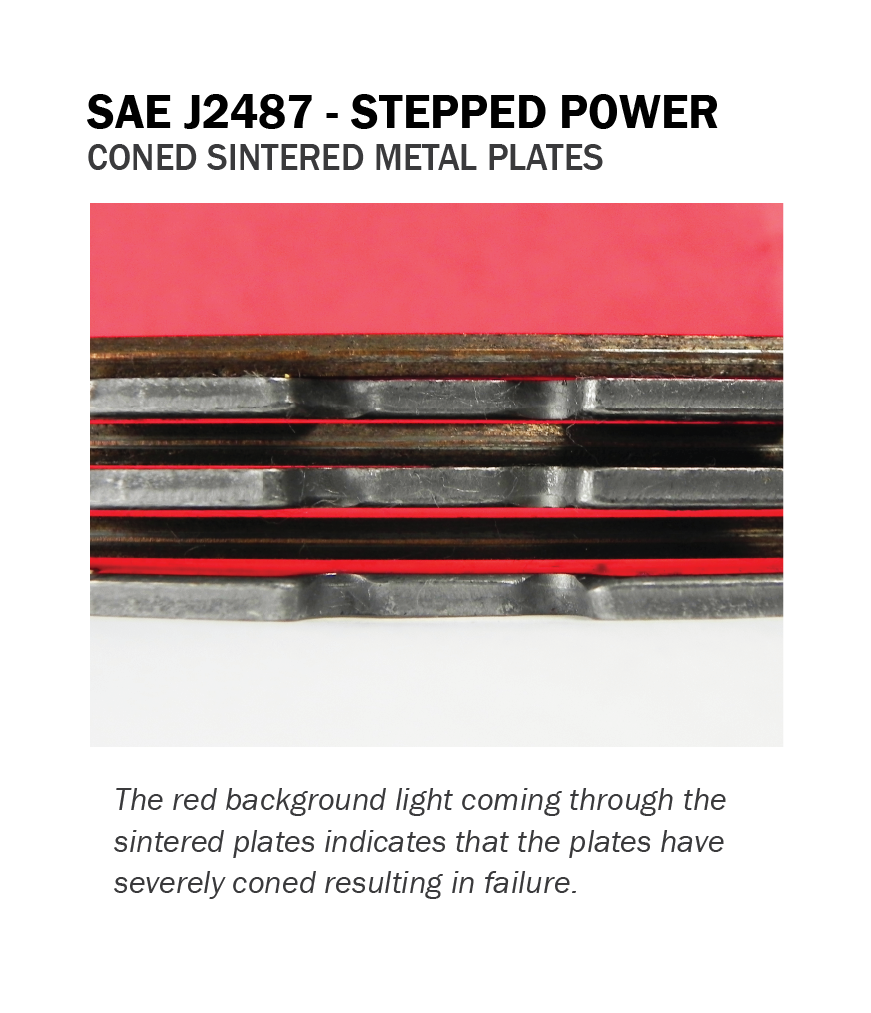 SAE J2487 - STEPPED POWER
CONED SINTERED METAL PLATES
The red background light coming through the
sintered plates indicates that the plates have
severely coned resulting in failure.